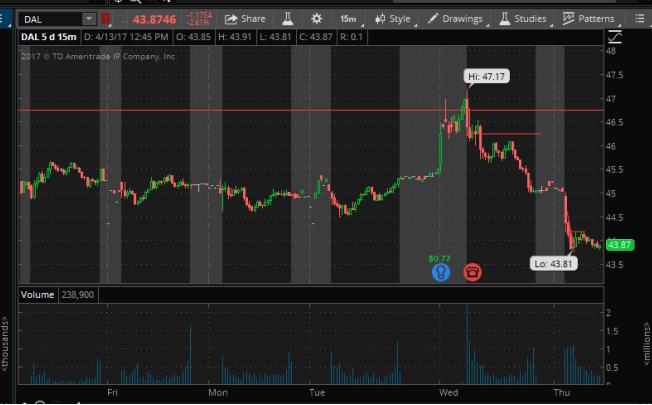 DAL 43.8746 -1.1754 -2.61% Share 15m Style Drawings Studies Patterns
DAL 5 d 15m D: 4/13/17 12:45 PM O: 43.85 H: 43.91 L: 43.81 C: 43.87 R: 0.1
2017 © TD Ameritrade IP Company, Inc.
48
47.5
Hi: 47.17
47
46.5
46
45.5
45
44.5
44
43.87
Lo: 43.81
43.5
$0.77
Volume 238,900
2
1.5
1
0.5
0
<thousands>
<millions>
Fri Mon Tue Wed Thu